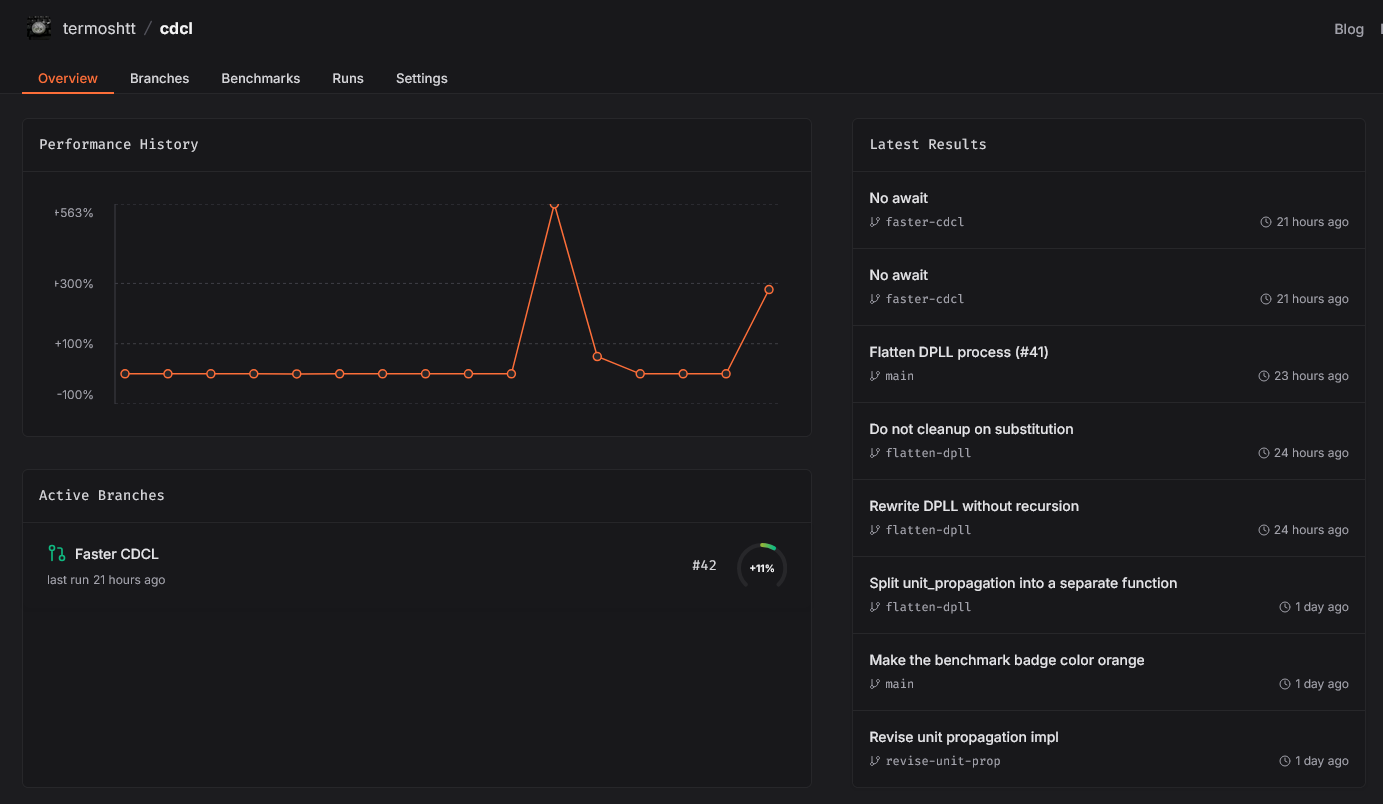 termoshtt / cdcl
Blog
Overview Branches Benchmarks Runs Settings
Performance History
+563%
+300%
+100%
-100%
Active Branches
Faster CDCL
last run 21 hours ago
#42
+11%
Latest Results
No await
faster-cdcl 21 hours ago
No await
faster-cdcl 21 hours ago
Flatten DPLL process (#41)
main 23 hours ago
Do not cleanup on substitution
flatten-dpll 24 hours ago
Rewrite DPLL without recursion
flatten-dpll 24 hours ago
Split unit_propagation into a separate function
flatten-dpll 1 day ago
Make the benchmark badge color orange
main 1 day ago
Revise unit propagation impl
revise-unit-prop 1 day ago